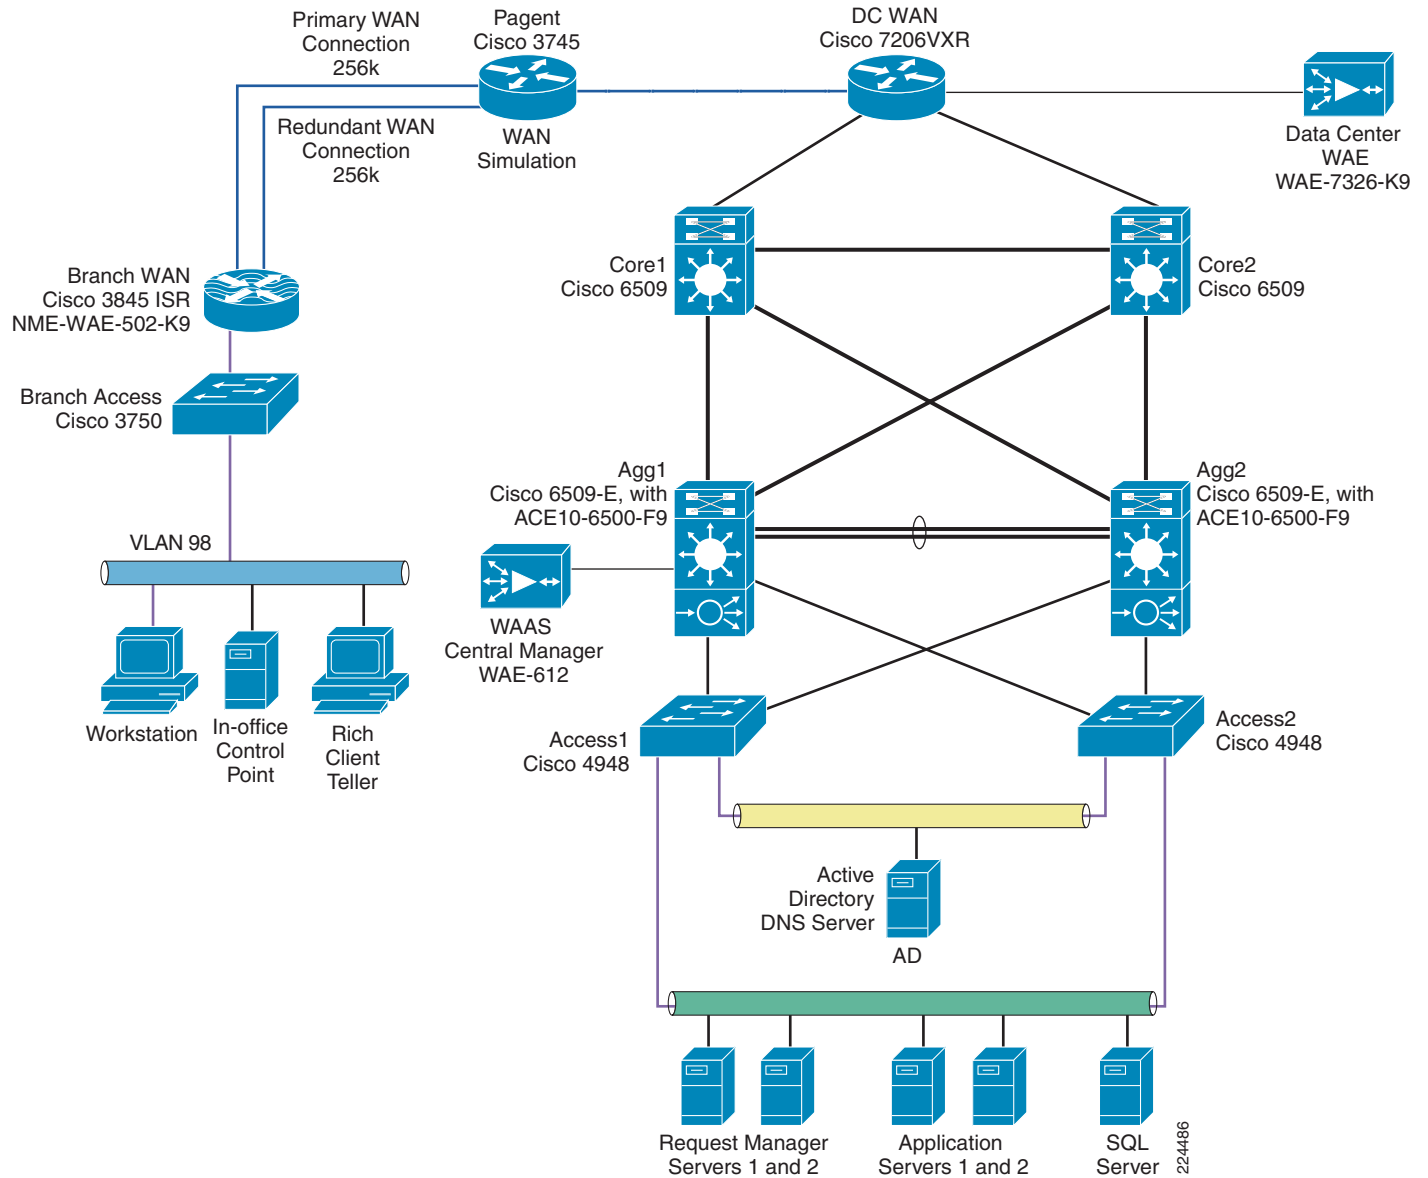 Primary WAN
Connection
256k
Pagent
Cisco 3745
DC WAN
Cisco 7206VXR
Redundant WAN
Connection
256k
WAN
Simulation
Data Center
WAE
WAE-7326-K9
Branch WAN
Cisco 3845 ISR
NME-WAE-502-K9
Core1
Cisco 6509
Core2
Cisco 6509
Branch Access
Cisco 3750
Agg1
Cisco 6509-E, with
ACE10-6500-F9
Agg2
Cisco 6509-E, with
ACE10-6500-F9
VLAN 98
WAAS
Central Manager
WAE-612
Workstation
In-office
Control
Point
Rich
Client
Teller
Access1
Cisco 4948
Access2
Cisco 4948
Active
Directory
DNS Server
AD
Request Manager
Servers 1 and 2
Application
Servers 1 and 2
SQL
Server
224486